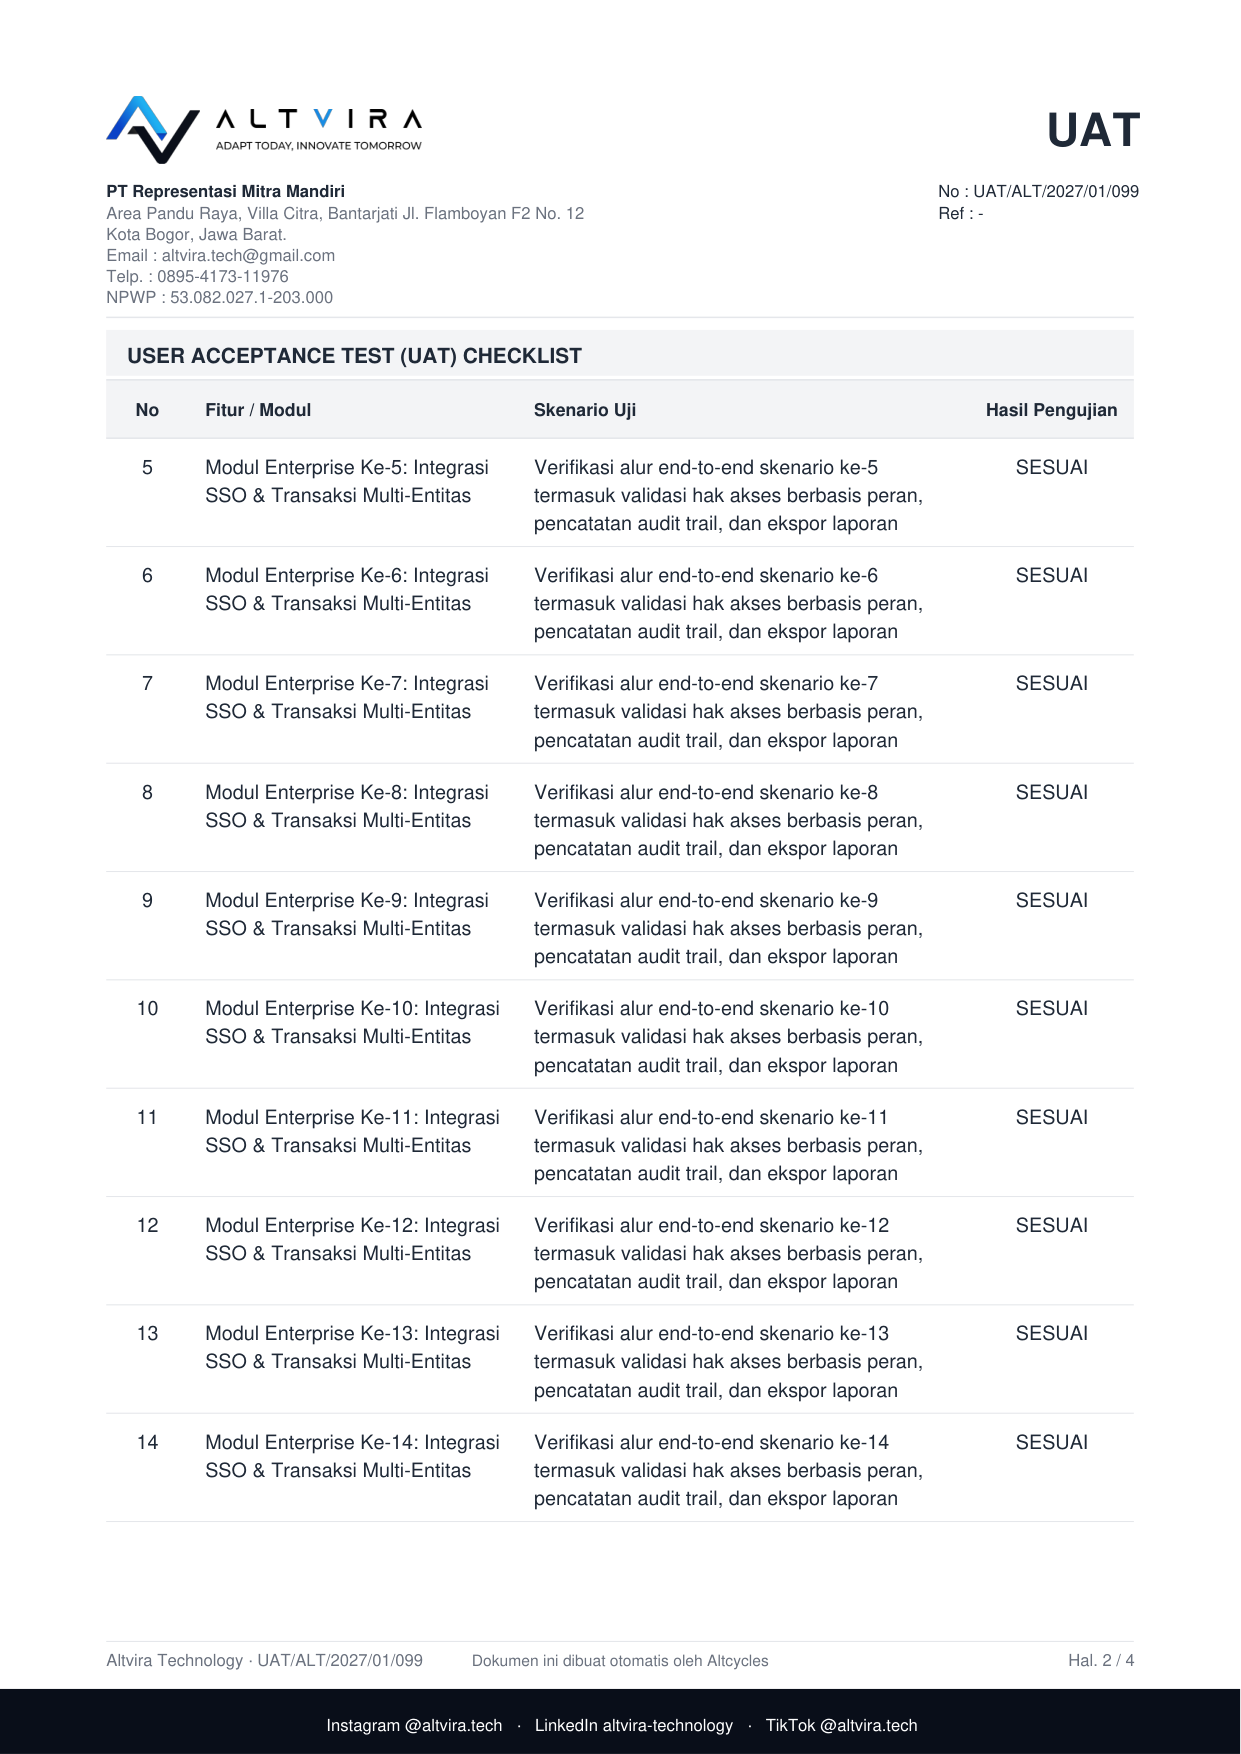 ALTVIRA
ADAPT TODAY, INNOVATE TOMORROW
UAT
PT Representasi Mitra Mandiri
Area Pandu Raya, Villa Citra, Bantarjati Jl. Flamboyan F2 No. 12
Kota Bogor, Jawa Barat.
Email : altvira.tech@gmail.com
Telp. : 0895-4173-11976
NPWP : 53.082.027.1-203.000
No : UAT/ALT/2027/01/099
Ref : -
USER ACCEPTANCE TEST (UAT) CHECKLIST
No Fitur / Modul Skenario Uji Hasil Pengujian
5 Modul Enterprise Ke-5: Integrasi Verifikasi alur end-to-end skenario ke-5 SESUAI
SSO & Transaksi Multi-Entitas termasuk validasi hak akses berbasis peran,
pencatatan audit trail, dan ekspor laporan
6 Modul Enterprise Ke-6: Integrasi Verifikasi alur end-to-end skenario ke-6 SESUAI
SSO & Transaksi Multi-Entitas termasuk validasi hak akses berbasis peran,
pencatatan audit trail, dan ekspor laporan
7 Modul Enterprise Ke-7: Integrasi Verifikasi alur end-to-end skenario ke-7 SESUAI
SSO & Transaksi Multi-Entitas termasuk validasi hak akses berbasis peran,
pencatatan audit trail, dan ekspor laporan
8 Modul Enterprise Ke-8: Integrasi Verifikasi alur end-to-end skenario ke-8 SESUAI
SSO & Transaksi Multi-Entitas termasuk validasi hak akses berbasis peran,
pencatatan audit trail, dan ekspor laporan
9 Modul Enterprise Ke-9: Integrasi Verifikasi alur end-to-end skenario ke-9 SESUAI
SSO & Transaksi Multi-Entitas termasuk validasi hak akses berbasis peran,
pencatatan audit trail, dan ekspor laporan
10 Modul Enterprise Ke-10: Integrasi Verifikasi alur end-to-end skenario ke-10 SESUAI
SSO & Transaksi Multi-Entitas termasuk validasi hak akses berbasis peran,
pencatatan audit trail, dan ekspor laporan
11 Modul Enterprise Ke-11: Integrasi Verifikasi alur end-to-end skenario ke-11 SESUAI
SSO & Transaksi Multi-Entitas termasuk validasi hak akses berbasis peran,
pencatatan audit trail, dan ekspor laporan
12 Modul Enterprise Ke-12: Integrasi Verifikasi alur end-to-end skenario ke-12 SESUAI
SSO & Transaksi Multi-Entitas termasuk validasi hak akses berbasis peran,
pencatatan audit trail, dan ekspor laporan
13 Modul Enterprise Ke-13: Integrasi Verifikasi alur end-to-end skenario ke-13 SESUAI
SSO & Transaksi Multi-Entitas termasuk validasi hak akses berbasis peran,
pencatatan audit trail, dan ekspor laporan
14 Modul Enterprise Ke-14: Integrasi Verifikasi alur end-to-end skenario ke-14 SESUAI
SSO & Transaksi Multi-Entitas termasuk validasi hak akses berbasis peran,
pencatatan audit trail, dan ekspor laporan
Altvira Technology · UAT/ALT/2027/01/099 Dokumen ini dibuat otomatis oleh Altcycles Hal. 2 / 4
Instagram @altvira.tech · LinkedIn altvira-technology · TikTok @altvira.tech